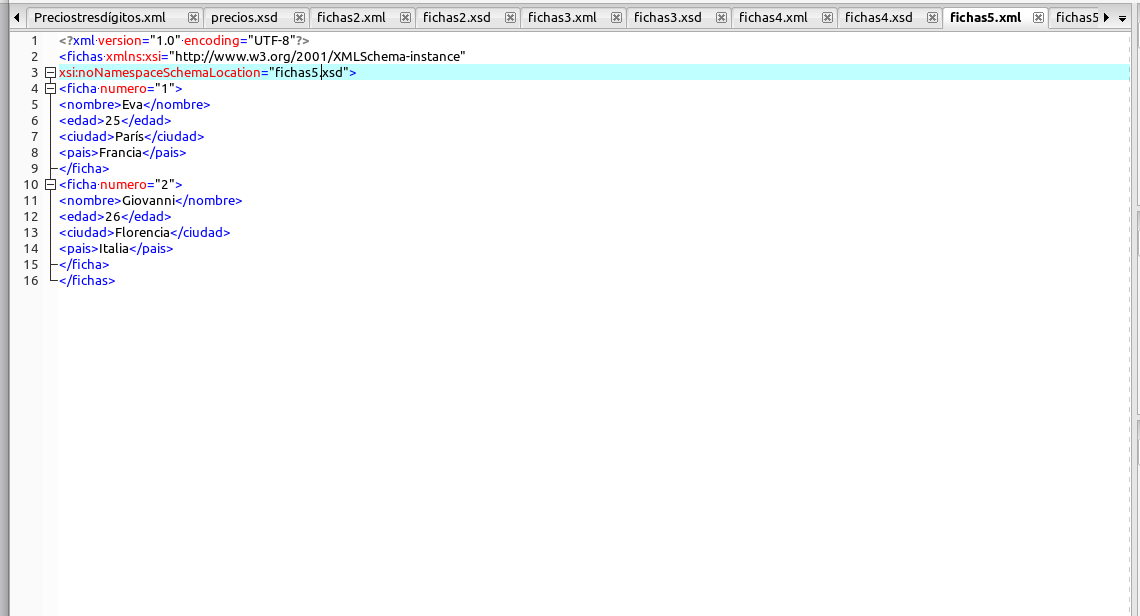 Preciostresdígitos.xml precios.xsd fichas2.xml fichas2.xsd fichas3.xml fichas3.xsd fichas4.xml fichas4.xsd fichas5.xml fichas5
1 <?xml version="1.0" encoding="UTF-8"?>
2 <fichas xmlns:xsi="http://www.w3.org/2001/XMLSchema-instance"
3 xsi:noNamespaceSchemaLocation="fichas5.xsd">
4 <ficha numero="1">
5 <nombre>Eva</nombre>
6 <edad>25</edad>
7 <ciudad>París</ciudad>
8 <pais>Francia</pais>
9 </ficha>
10 <ficha numero="2">
11 <nombre>Giovanni</nombre>
12 <edad>26</edad>
13 <ciudad>Florencia</ciudad>
14 <pais>Italia</pais>
15 </ficha>
16 </fichas>